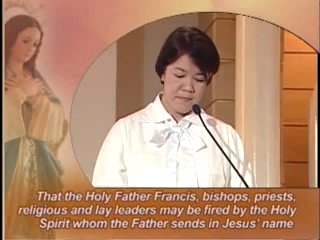 That the Holy Father Francis, bishops, priests,
religious and lay leaders may be fired by the Holy
Spirit whom the Father sends in Jesus' name